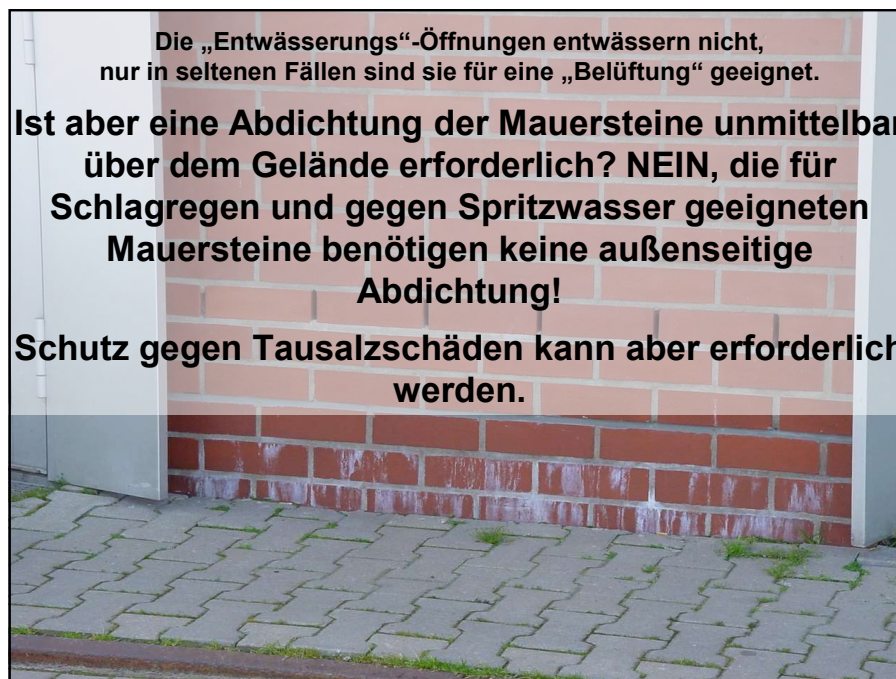 Die „Entwässerungs“-Öffnungen entwässern nicht,
nur in seltenen Fällen sind sie für eine „Belüftung“ geeignet.
Ist aber eine Abdichtung der Mauersteine unmittelbar
über dem Gelände erforderlich? NEIN, die für
Schlagregen und gegen Spritzwasser geeigneten
Mauersteine benötigen keine außenseitige
Abdichtung!
Schutz gegen Tausalzschäden kann aber erforderlich
werden.